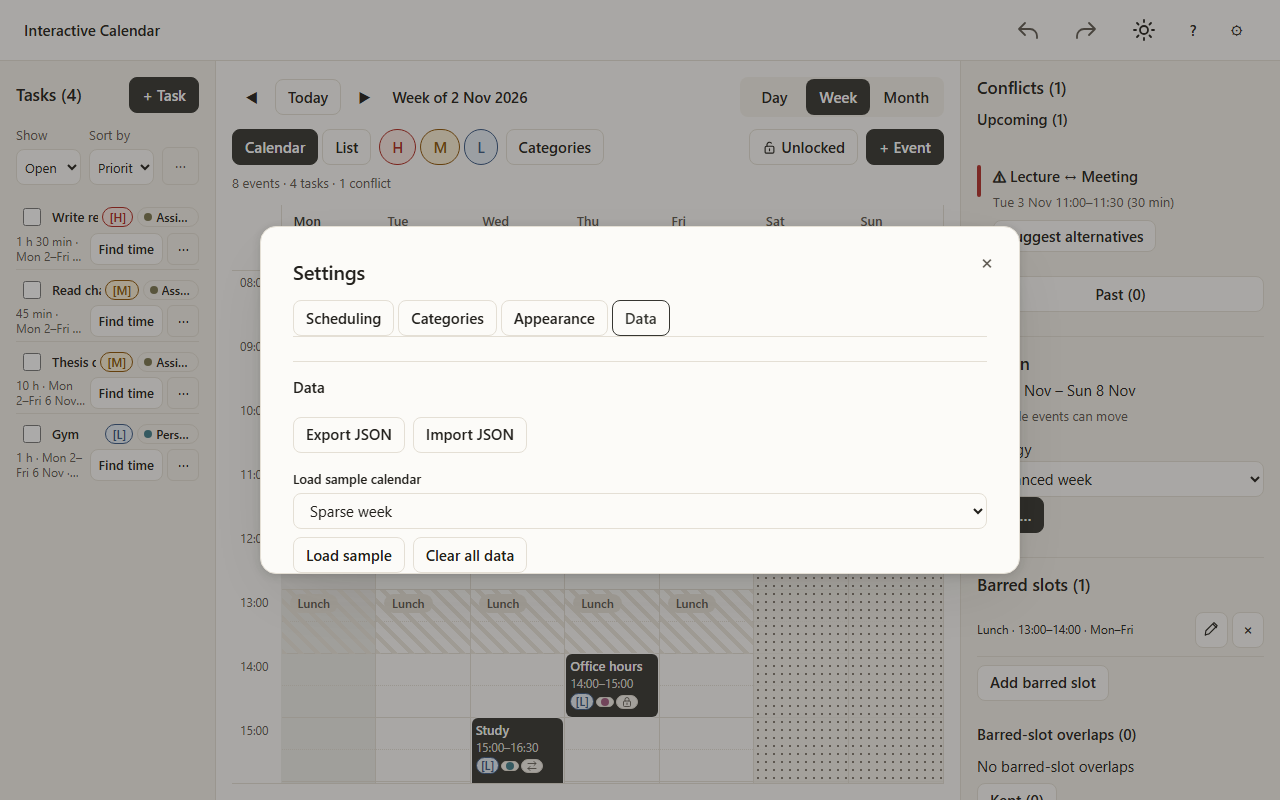 Interactive Calendar
?
Tasks (4)
+ Task
Show
Sort by
Open
Priorit
...
Write re [H] Assi...
1 h 30 min ·
Mon 2–Fri ...
Find time
...
Read cha [M] Ass...
45 min ·
Mon 2–Fri ...
Find time
...
Thesis c [M] Assi...
10 h · Mon
2–Fri 6 Nov...
Find time
...
Gym [L] Pers...
1 h · Mon 2–
Fri 6 Nov ·...
Find time
...
◀ Today ▶ Week of 2 Nov 2026
Day Week Month
Calendar List H M L Categories
Unlocked + Event
8 events · 4 tasks · 1 conflict
Mon Tue Wed Thu Fri Sat Sun
08:0
09:0
10:0
11:0
12:0
13:00
Lunch Lunch Lunch Lunch Lunch
14:00
Office hours
14:00–15:00
[L]
15:00
Study
15:00–16:30
[L]
Settings
×
Scheduling Categories Appearance Data
Data
Export JSON Import JSON
Load sample calendar
Sparse week
Load sample Clear all data
Conflicts (1)
Upcoming (1)
⚠ Lecture ↔ Meeting
Tue 3 Nov 11:00–11:30 (30 min)
uggest alternatives
Past (0)
n
Nov – Sun 8 Nov
le events can move
gy
nced week
...
Barred slots (1)
Lunch · 13:00–14:00 · Mon–Fri
×
Add barred slot
Barred-slot overlaps (0)
No barred-slot overlaps
Kept (0)